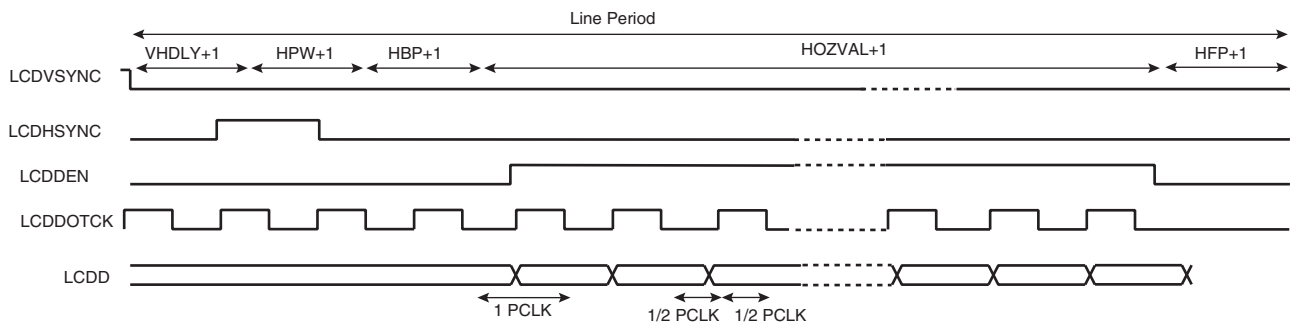 Line Period
VHDLY+1 HPW+1 HBP+1 HOZVAL+1 HFP+1
LCDVSYNC
LCDHSYNC
LCDDEN
LCDDOTCK
LCDD
1 PCLK 1/2 PCLK 1/2 PCLK